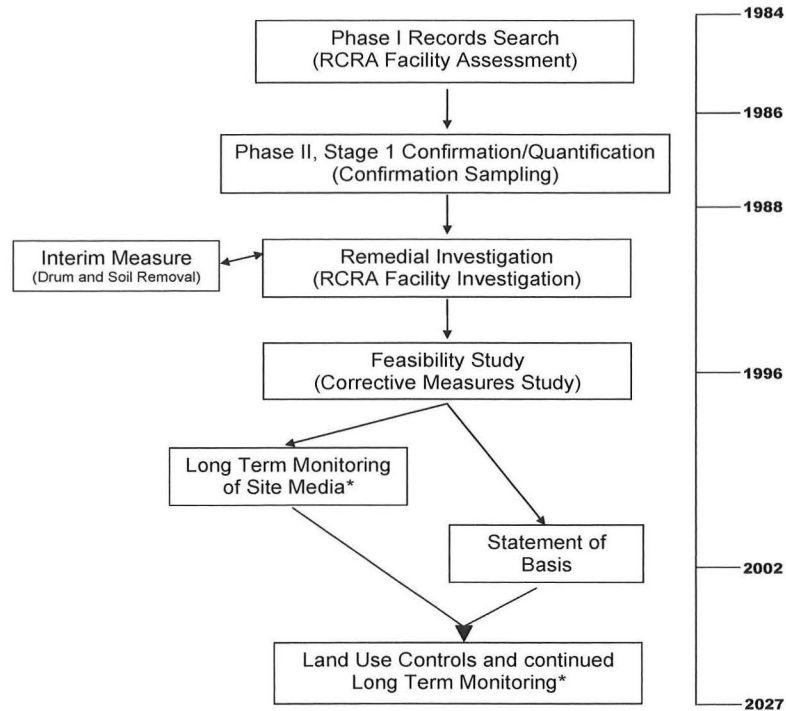 1984
Phase I Records Search
(RCRA Facility Assessment)
1986
Phase II, Stage 1 Confirmation/Quantification
(Confirmation Sampling)
1988
Interim Measure
(Drum and Soil Removal)
Remedial Investigation
(RCRA Facility Investigation)
Feasibility Study
(Corrective Measures Study)
1996
Long Term Monitoring
of Site Media*
Statement of
Basis
2002
Land Use Controls and continued
Long Term Monitoring*
2027